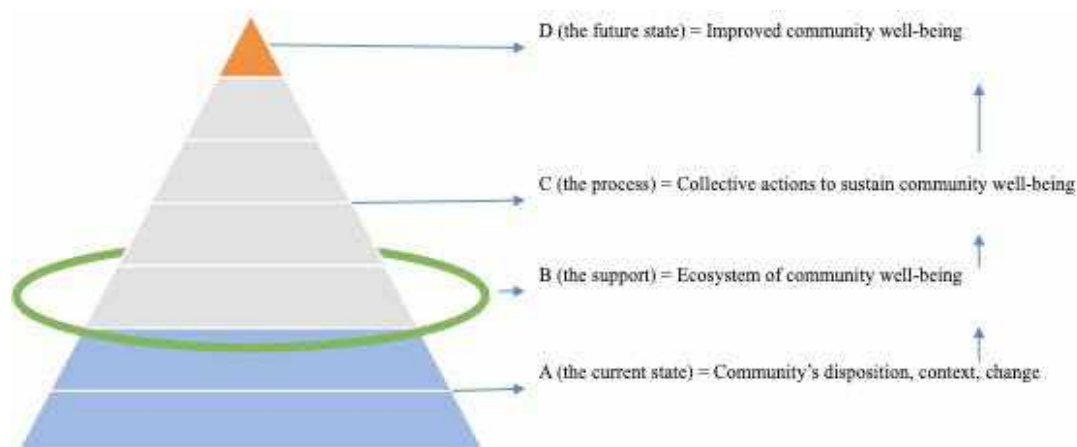 D (the future state) = Improved community well-being
C (the process) = Collective actions to sustain community well-being
B (the support) = Ecosystem of community well-being
A (the current state) = Community's disposition, context, change